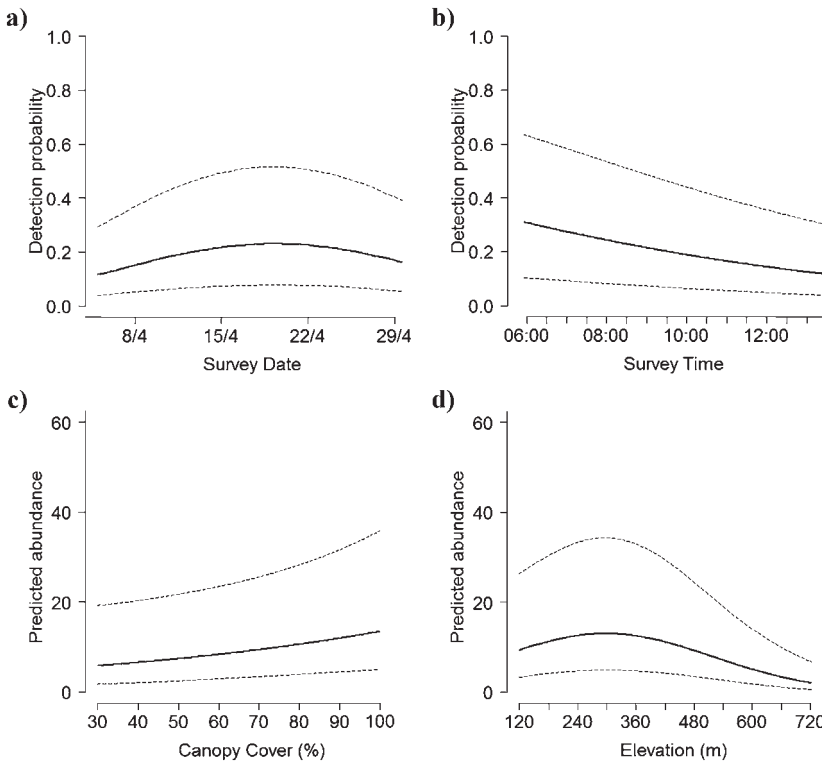 a)
1.0
0.8
0.6
0.4
0.2
0.0
Detection probability
8/4 15/4 22/4 29/4
Survey Date
b)
1.0
0.8
0.6
0.4
0.2
0.0
Detection probability
06:00 08:00 10:00 12:00
Survey Time
c)
60
40
20
0
Predicted abundance
30 40 50 60 70 80 90 100
Canopy Cover (%)
d)
60
40
20
0
Predicted abundance
120 240 360 480 600 720
Elevation (m)